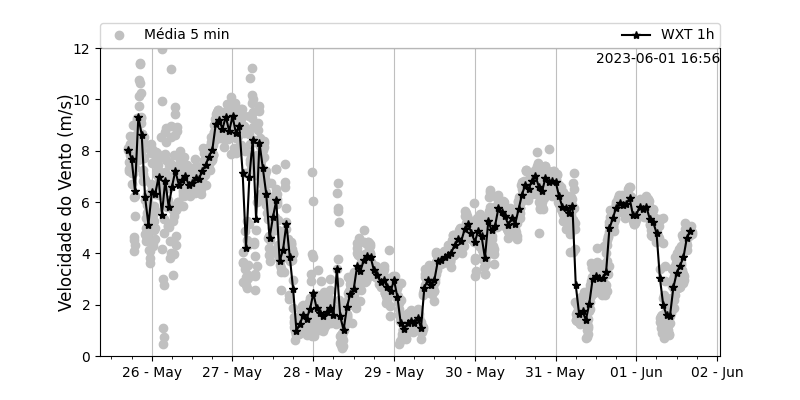 Média 5 min
WXT 1h
2023-06-01 16:56
Velocidade do Vento (m/s)
12
10
8
6
4
2
0
26 - May
27 - May
28 - May
29 - May
30 - May
31 - May
01 - Jun
02 - Jun